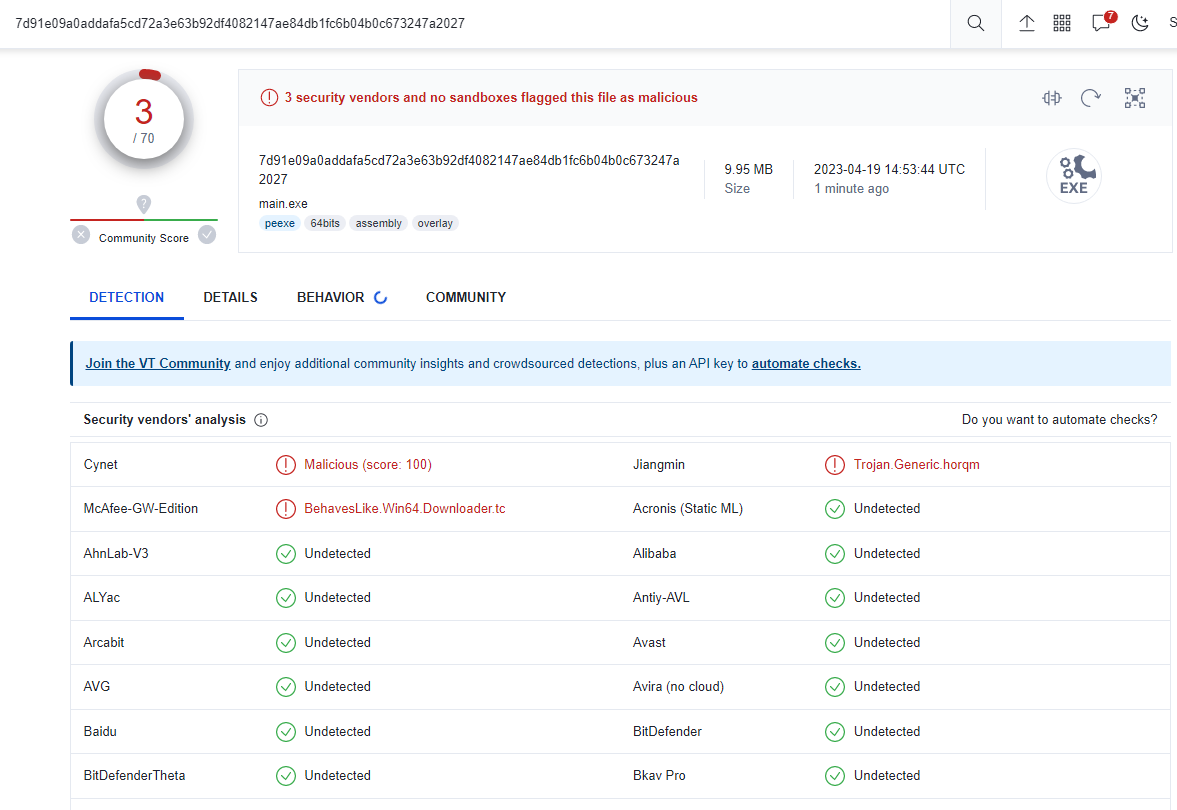 7d91e09a0addafa5cd72a3e63b92df4082147ae84db1fc6b04b0c673247a2027
7
S
3
/ 70
3 security vendors and no sandboxes flagged this file as malicious
7d91e09a0addafa5cd72a3e63b92df4082147ae84db1fc6b04b0c673247a
2027
main.exe
peexe 64bits assembly overlay
9.95 MB
Size
2023-04-19 14:53:44 UTC
1 minute ago
EXE
?
Community Score
DETECTION DETAILS BEHAVIOR COMMUNITY
Join the VT Community and enjoy additional community insights and crowdsourced detections, plus an API key to automate checks.
Security vendors' analysis Do you want to automate checks?
Cynet Malicious (score: 100) Jiangmin Trojan.Generic.horqm
McAfee-GW-Edition BehavesLike.Win64.Downloader.tc Acronis (Static ML) Undetected
AhnLab-V3 Undetected Alibaba Undetected
ALYac Undetected Antiy-AVL Undetected
Arcabit Undetected Avast Undetected
AVG Undetected Avira (no cloud) Undetected
Baidu Undetected BitDefender Undetected
BitDefenderTheta Undetected Bkav Pro Undetected